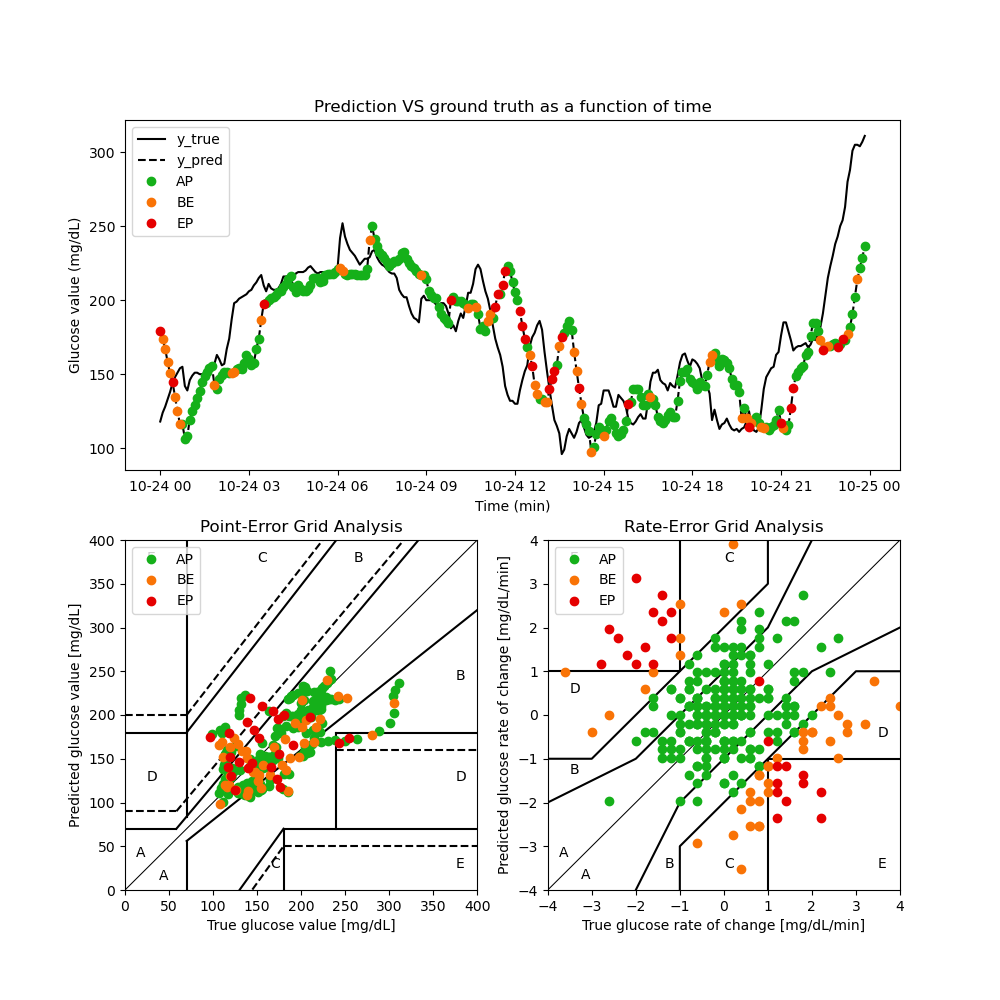 Prediction VS ground truth as a function of time
Glucose value (mg/dL)
300
250
200
150
100
y_true
y_pred
AP
BE
EP
10-24 00 10-24 03 10-24 06 10-24 09 10-24 12 10-24 15 10-24 18 10-24 21 10-25 00
Time (min)
Point-Error Grid Analysis
Predicted glucose value [mg/dL]
400
350
300
250
200
150
100
50
0
AP
BE
EP
C
B
B
D
D
A
A
C
E
0 50 100 150 200 250 300 350 400
True glucose value [mg/dL]
Rate-Error Grid Analysis
Predicted glucose rate of change [mg/dL/min]
4
3
2
1
0
−1
−2
−3
−4
AP
BE
EP
C
D
D
B
A
A
B
C
E
−4 −3 −2 −1 0 1 2 3 4
True glucose rate of change [mg/dL/min]